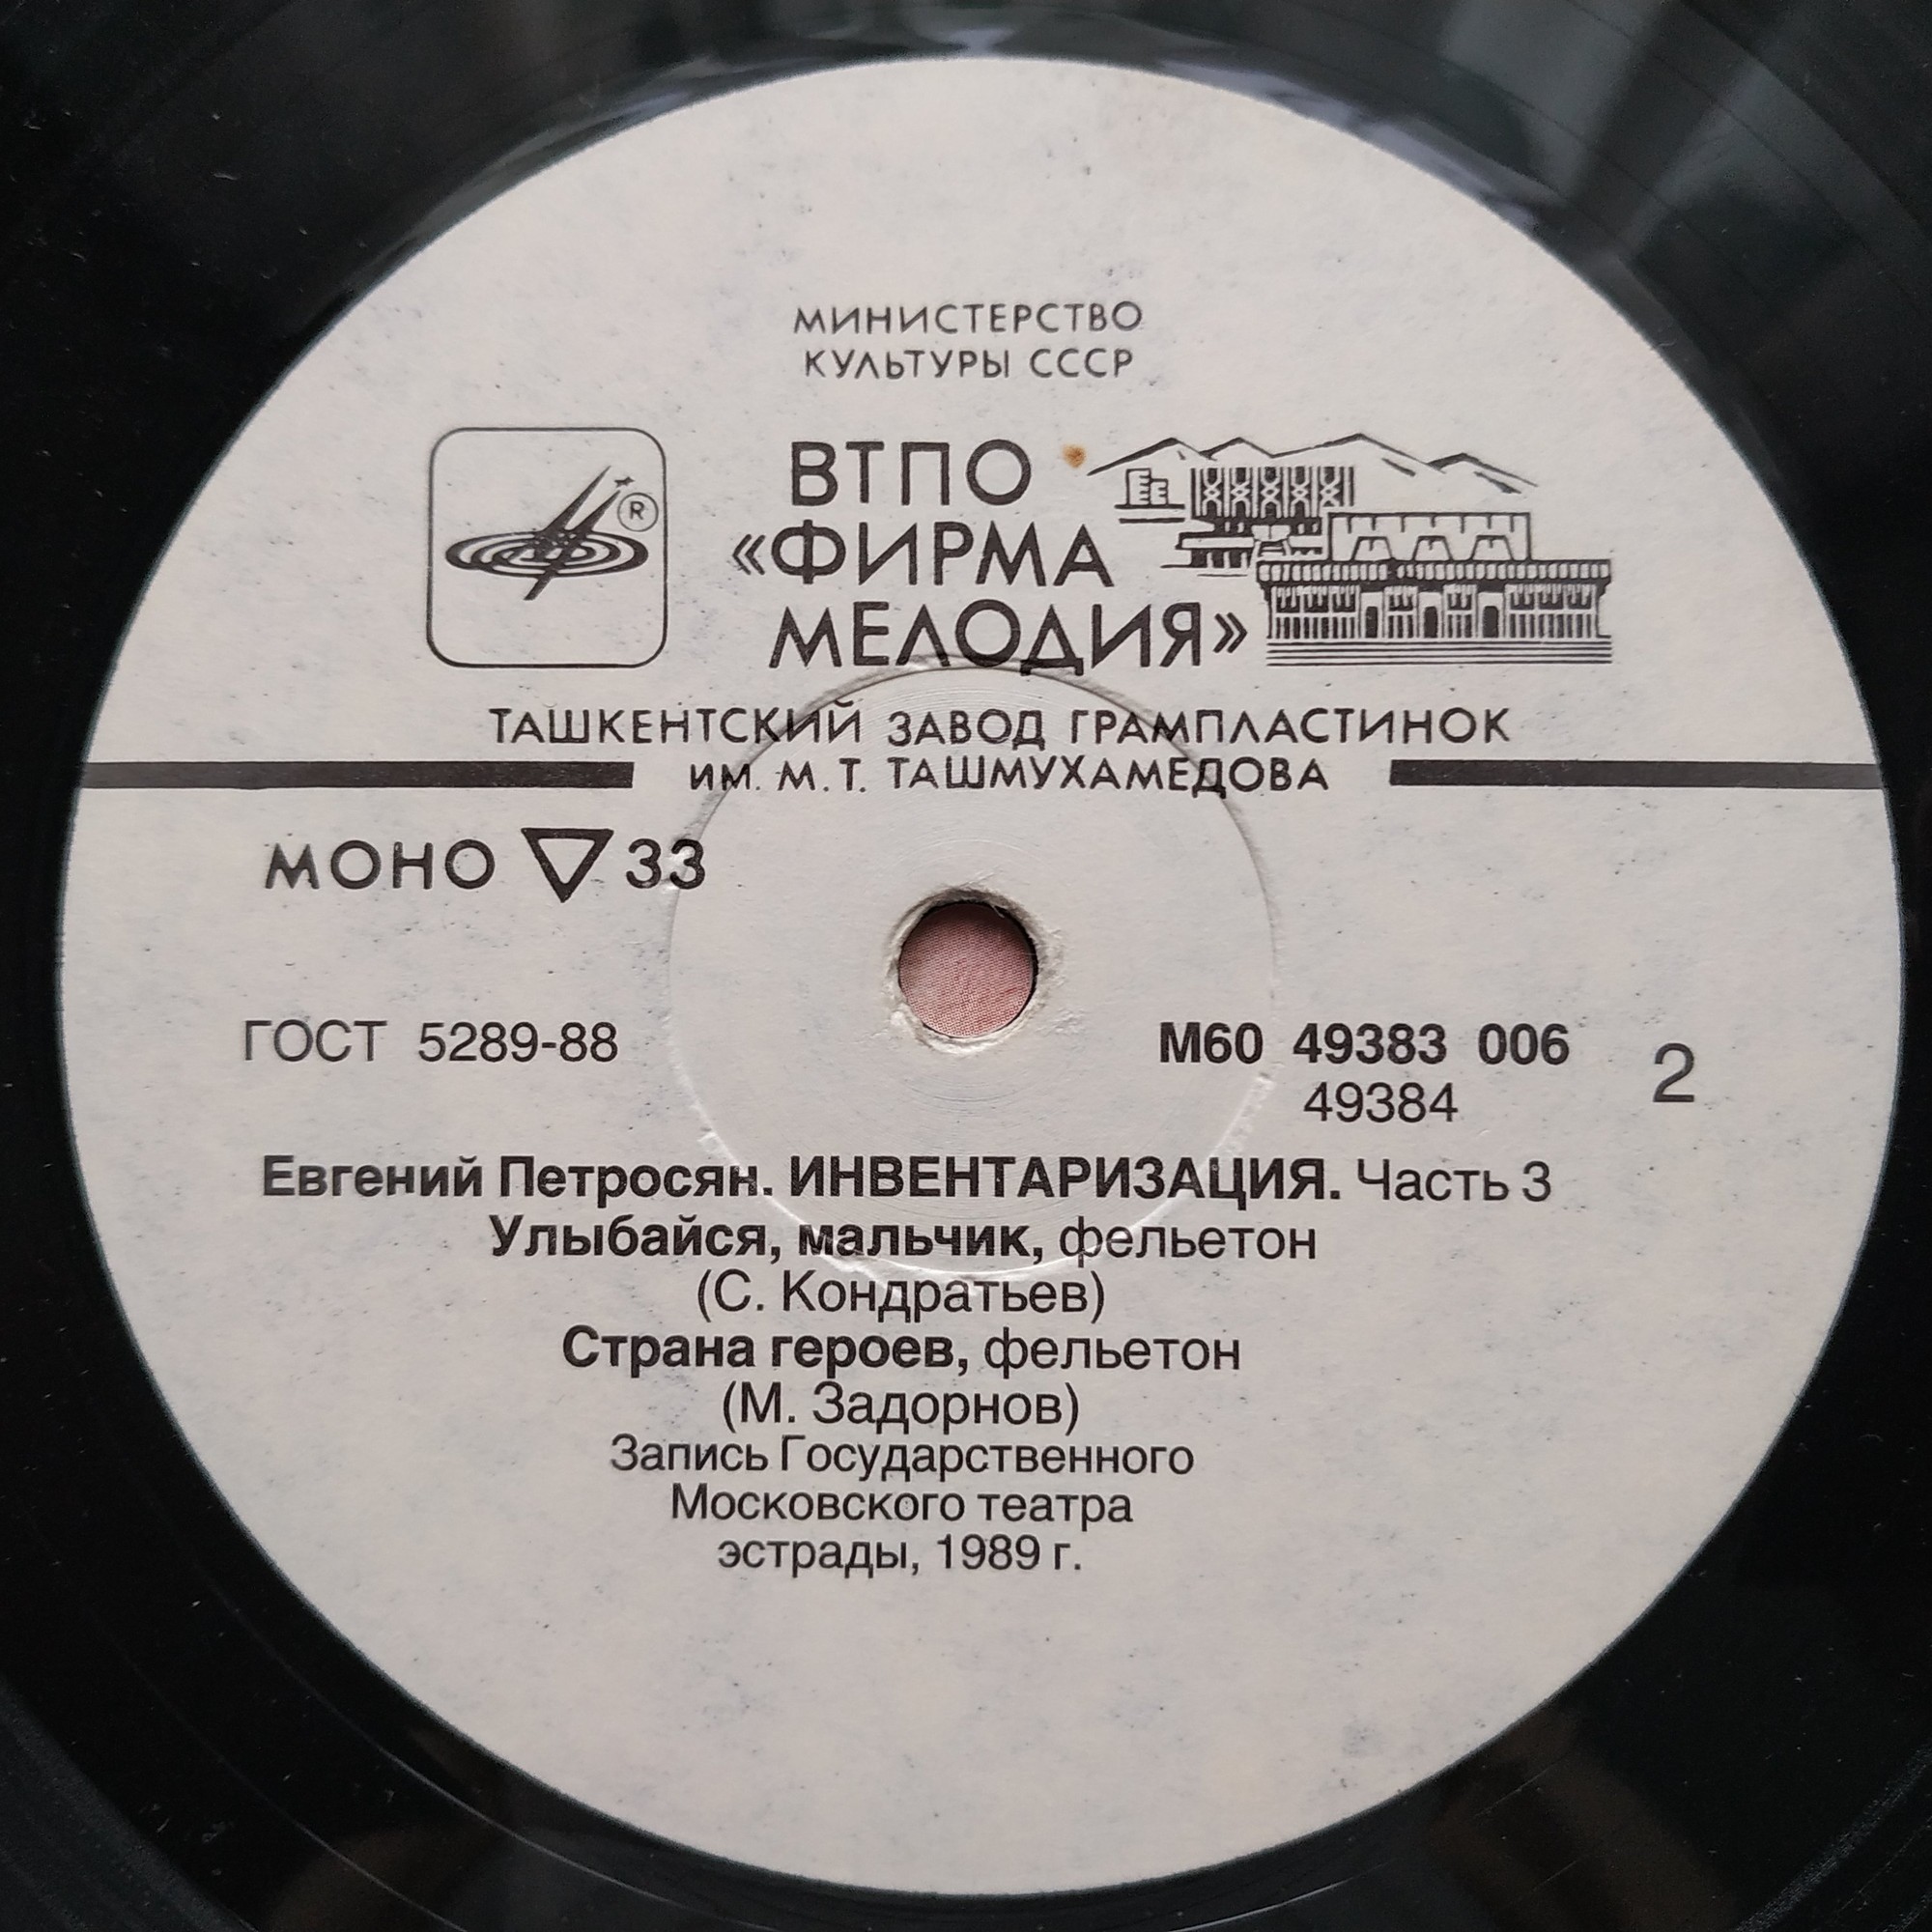 МИНИСТЕРСТВО
КУЛЬТУРЫ СССР
ВТПО
«ФИРМА
МЕЛОДИЯ»
®
ТАШКЕНТСКИЙ ЗАВОД ГРАМПЛАСТИНОК
ИМ. М. Т. ТАШМУХАМЕДОВА
МОНО ▽ 33
ГОСТ 5289-88
М60 49383 006
49384
2
Евгений Петросян. ИНВЕНТАРИЗАЦИЯ. Часть 3
Улыбайся, мальчик, фельетон
(С. Кондратьев)
Страна героев, фельетон
(М. Задорнов)
Запись Государственного
Московского театра
эстрады, 1989 г.